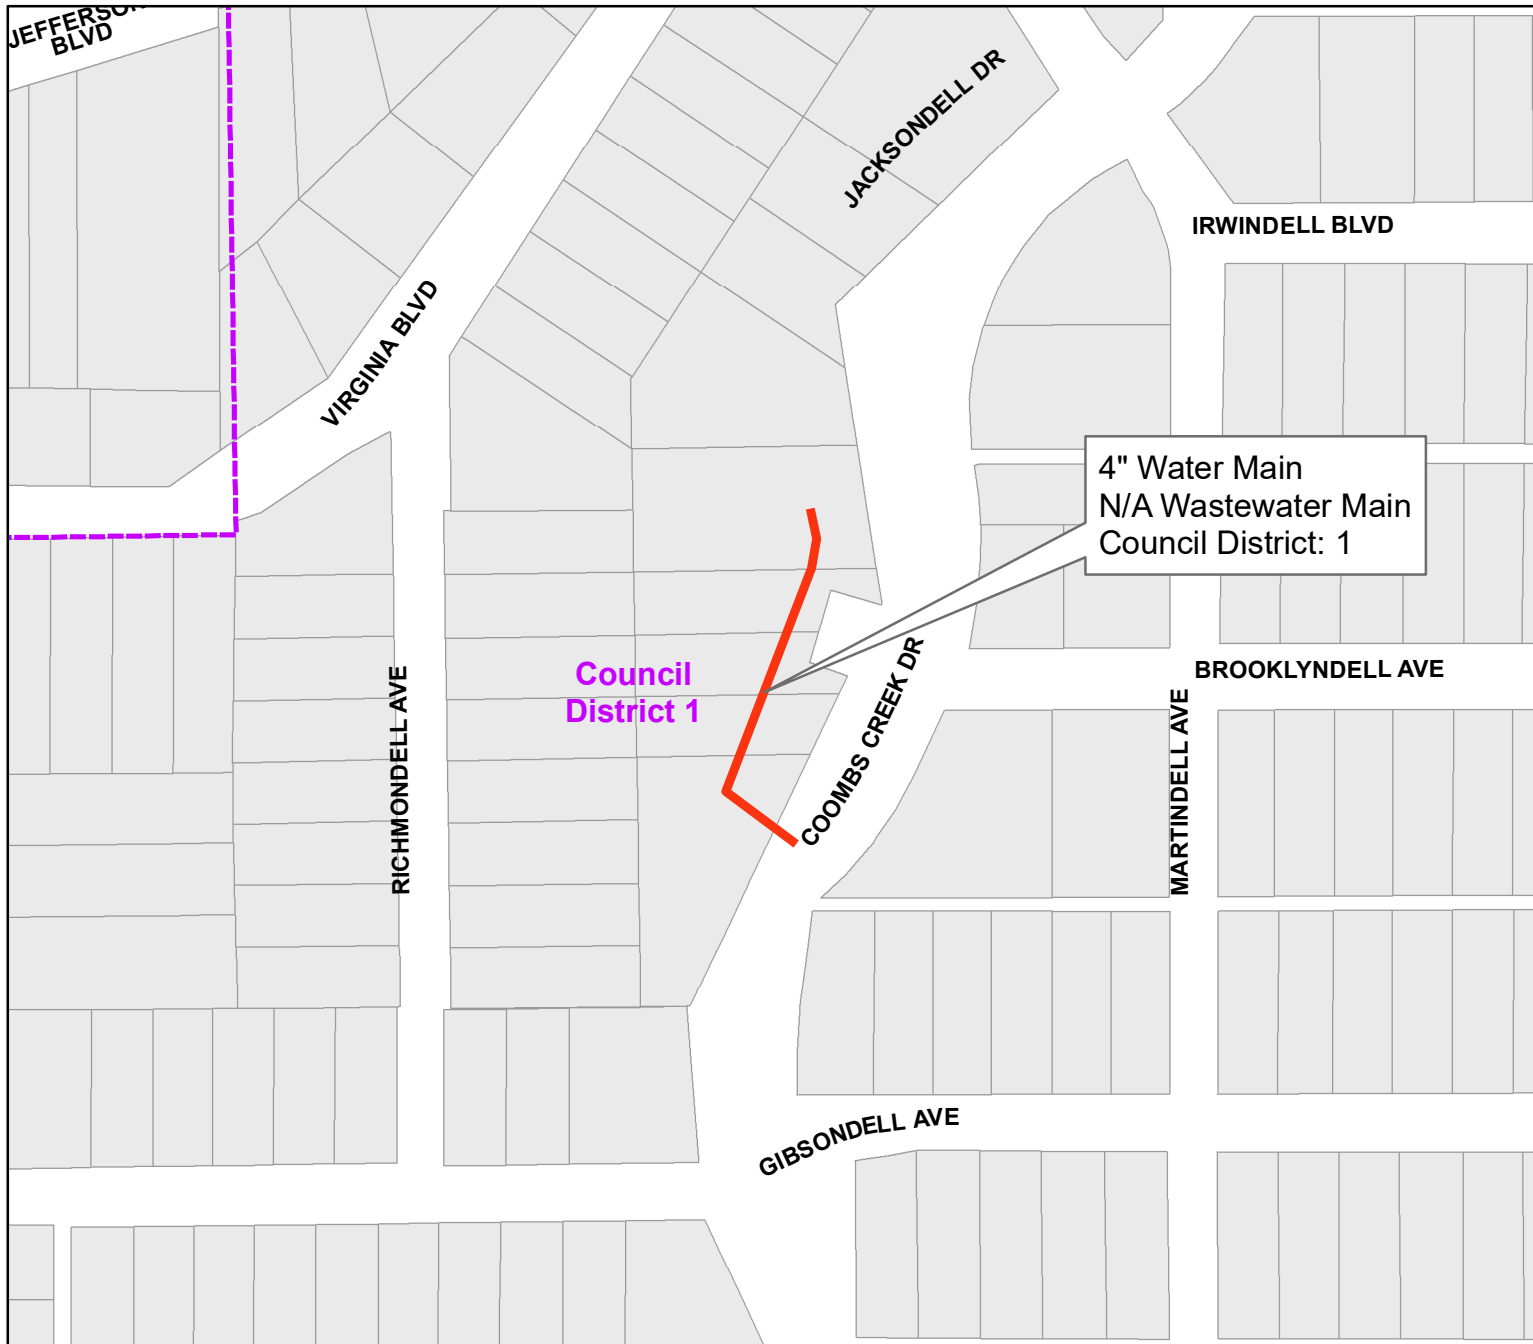 JEFFERSON
BLVD
JACKSONDELL DR
IRWINDELL BLVD
VIRGINIA BLVD
4" Water Main
N/A Wastewater Main
Council District: 1
Council
District 1
RICHMONDELL AVE
COOMBS CREEK DR
BROOKLYNDELL AVE
MARTINDELL AVE
GIBSONDELL AVE